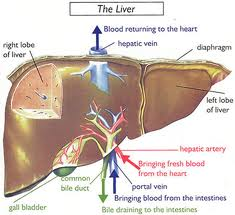 The Liver
Blood returning to the heart
hepatic vein
right lobe
of liver
diaphragm
left lobe
of liver
hepatic artery
Bringing fresh blood
from the heart
common
bile duct
gall bladder
portal vein
Bringing blood from the intestines
Bile draining to the intestines